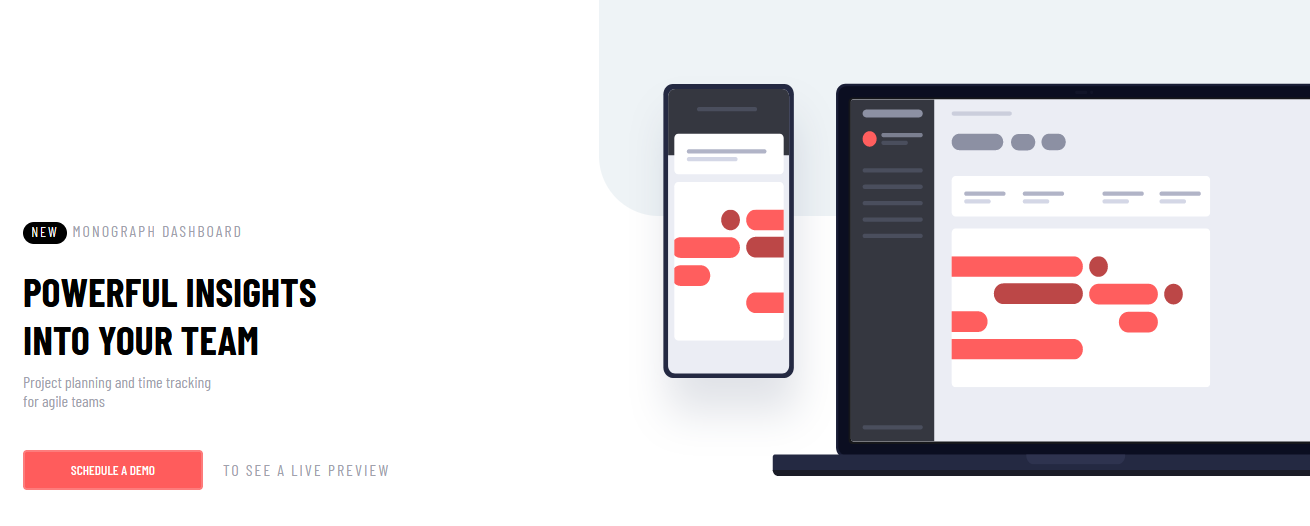 NEW MONOGRAPH DASHBOARD
POWERFUL INSIGHTS
INTO YOUR TEAM
Project planning and time tracking
for agile teams
SCHEDULE A DEMO TO SEE A LIVE PREVIEW